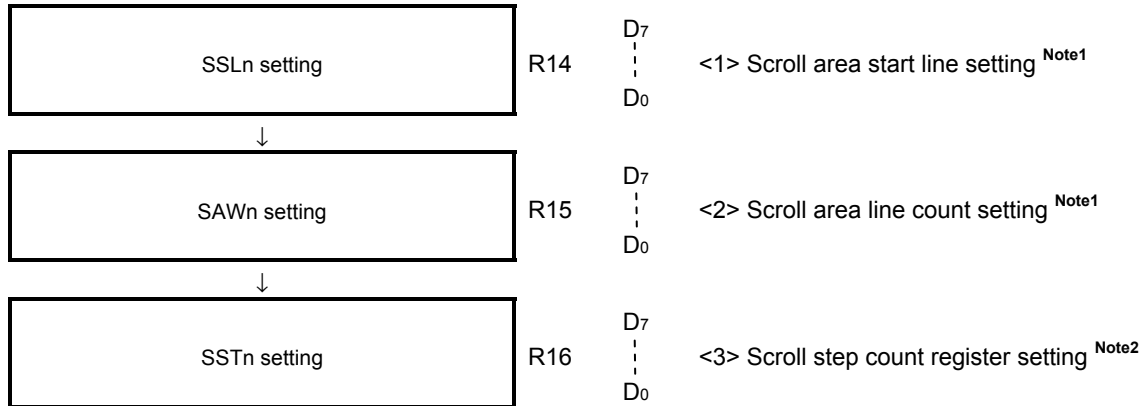 D7
SSLn setting R14 <1> Scroll area start line setting Note1
D0
↓
D7
SAWn setting R15 <2> Scroll area line count setting Note1
D0
↓
D7
SSTn setting R16 <3> Scroll step count register setting Note2
D0